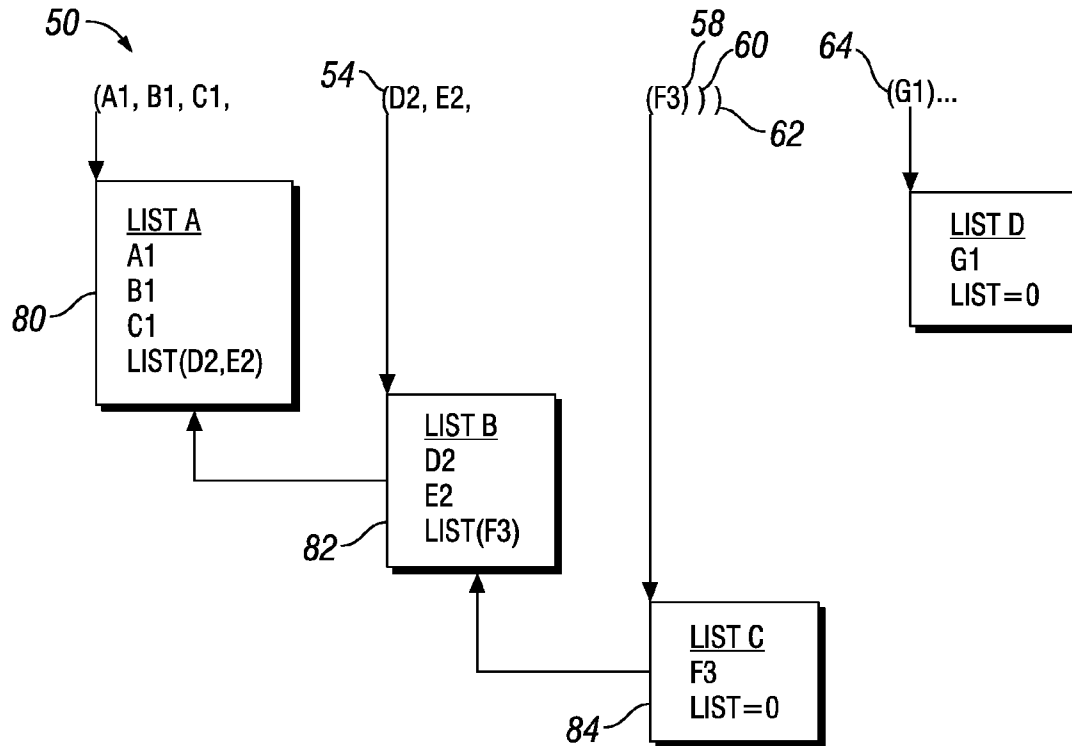 50
58
60
54
64
(A1, B1, C1,
(D2, E2,
(F3) ) )
(G1)...
62
LIST A
A1
B1
C1
LIST(D2,E2)
80
LIST D
G1
LIST=0
LIST B
D2
E2
LIST(F3)
82
LIST C
F3
LIST=0
84